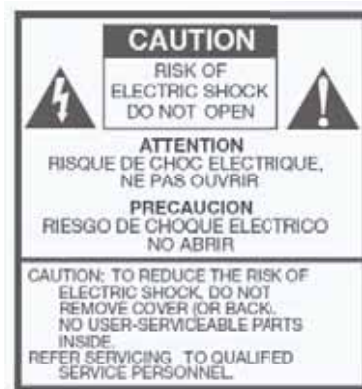 CAUTION
RISK OF
ELECTRIC SHOCK
DO NOT OPEN
ATTENTION
RISQUE DE CHOC ELECTRIQUE,
NE PAS OUVRIR
PRECAUCION
RIESGO DE CHOQUE ELECTRICO
NO ABRIR
CAUTION: TO REDUCE THE RISK OF
ELECTRIC SHOCK, DO NOT
REMOVE COVER (OR BACK).
NO USER-SERVICEABLE PARTS
INSIDE.
REFER SERVICING TO QUALIFED
SERVICE PERSONNEL.